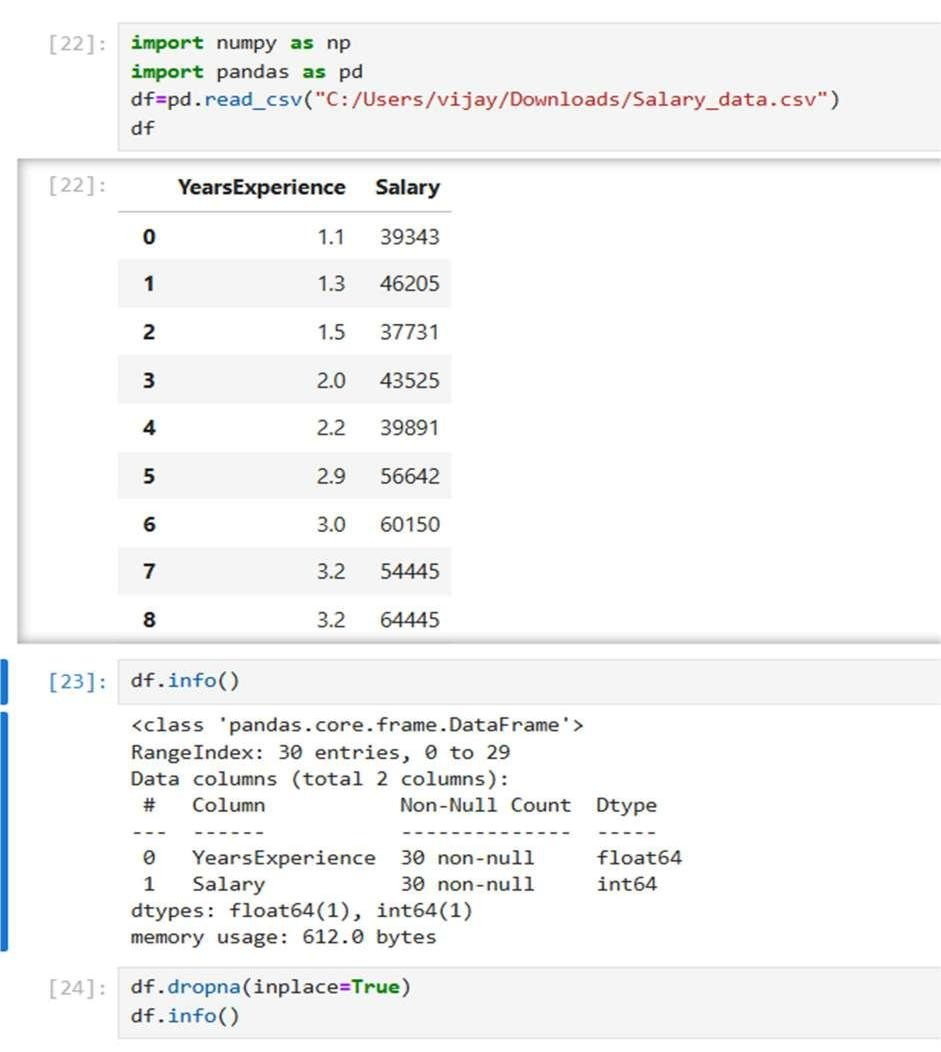 [22]: import numpy as np
import pandas as pd
df=pd.read_csv("C:/Users/vijay/Downloads/Salary_data.csv")
df
[22]: YearsExperience Salary
0 1.1 39343
1 1.3 46205
2 1.5 37731
3 2.0 43525
4 2.2 39891
5 2.9 56642
6 3.0 60150
7 3.2 54445
8 3.2 64445
[23]: df.info()
<class 'pandas.core.frame.DataFrame'>
RangeIndex: 30 entries, 0 to 29
Data columns (total 2 columns):
# Column Non-Null Count Dtype
--- ------ -------------- -----
0 YearsExperience 30 non-null float64
1 Salary 30 non-null int64
dtypes: float64(1), int64(1)
memory usage: 612.0 bytes
[24]: df.dropna(inplace=True)
df.info()